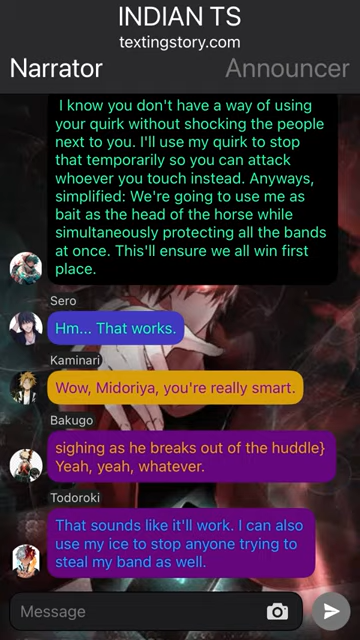 INDIAN TS
textingstory.com
Narrator Announcer
I know you don't have a way of using
your quirk without shocking the people
next to you. I'll use my quirk to stop
that temporarily so you can attack
whoever you touch instead. Anyways,
simplified: We're going to use me as
bait as the head of the horse while
simultaneously protecting all the bands
at once. This'll ensure we all win first
place.
Sero
Hm... That works.
Kaminari
Wow, Midoriya, you're really smart.
Bakugo
sighing as he breaks out of the huddle}
Yeah, yeah, whatever.
Todoroki
That sounds like it'll work. I can also
use my ice to stop anyone trying to
steal my band as well.
Message